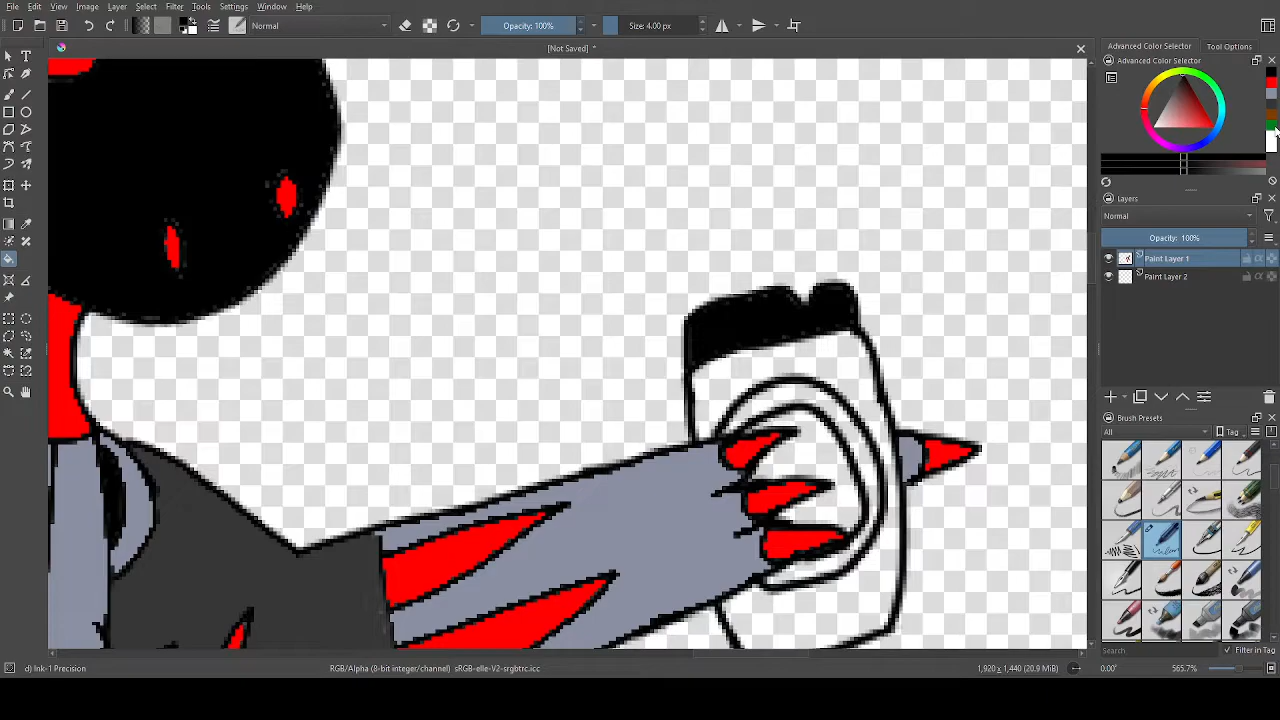 File Edit View Image Layer Select Filter Tools Settings Window Help
Normal Opacity: 100% Size: 4.00 px
[Not Saved] *
Advanced Color Selector Tool Options
Advanced Color Selector
Layers
Normal
Opacity: 100%
Paint Layer 1
Paint Layer 2
Brush Presets
All Tag
Search Filter in Tag
d) Ink-1 Precision RGB/Alpha (8-bit integer/channel) sRGB-elle-V2-srgbtrc.icc 1,920 x 1,440 (20.9 MiB) 0.00° 565.7%